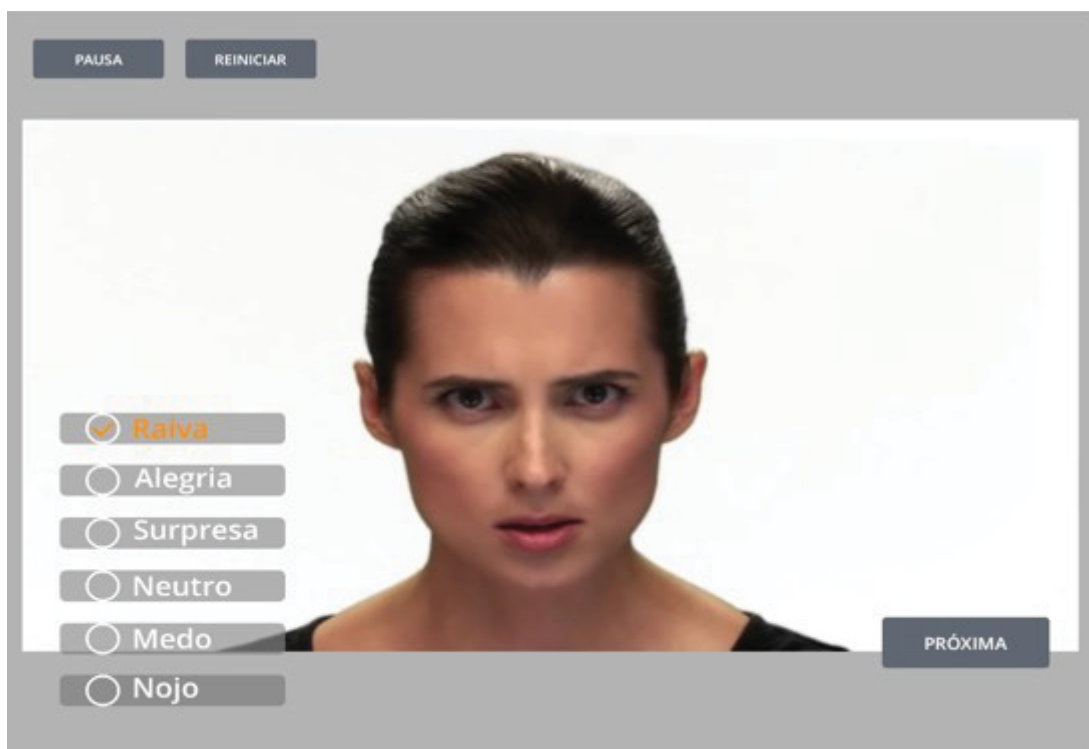 PAUSA
REINICIAR
Raiva
Alegria
Surpresa
Neutro
Medo
Nojo
PRÓXIMA